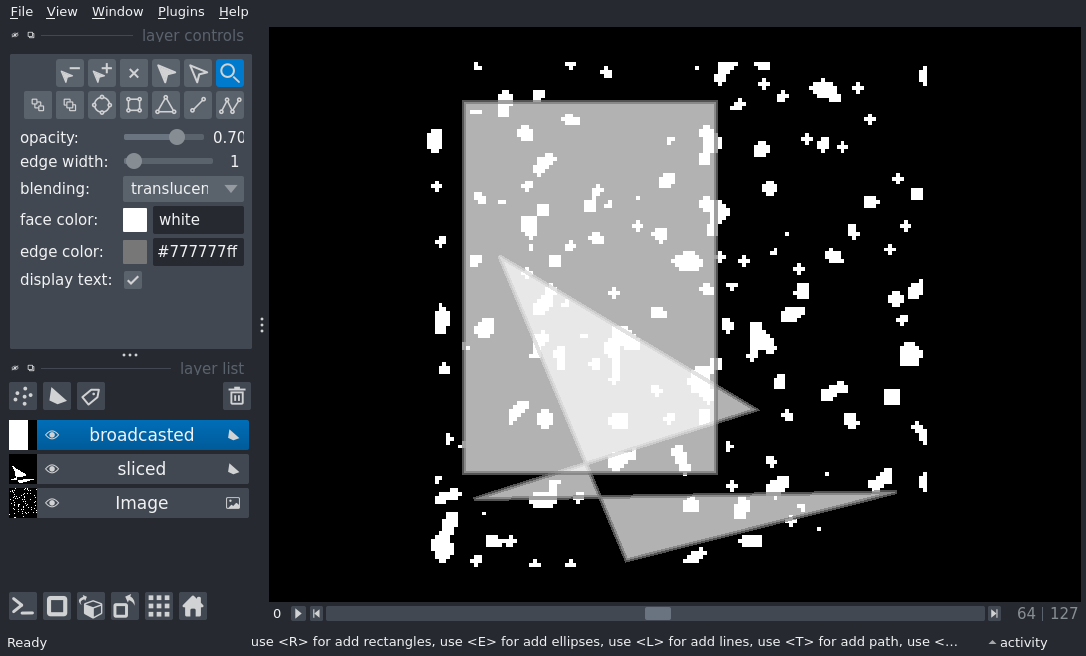 File View Window Plugins Help
layer controls
opacity: 0.70
edge width: 1
blending: translucen
face color: white
edge color: #777777ff
display text:
layer list
broadcasted
sliced
Image
0 64 127
Ready use <R> for add rectangles, use <E> for add ellipses, use <L> for add lines, use <T> for add path, use <... activity